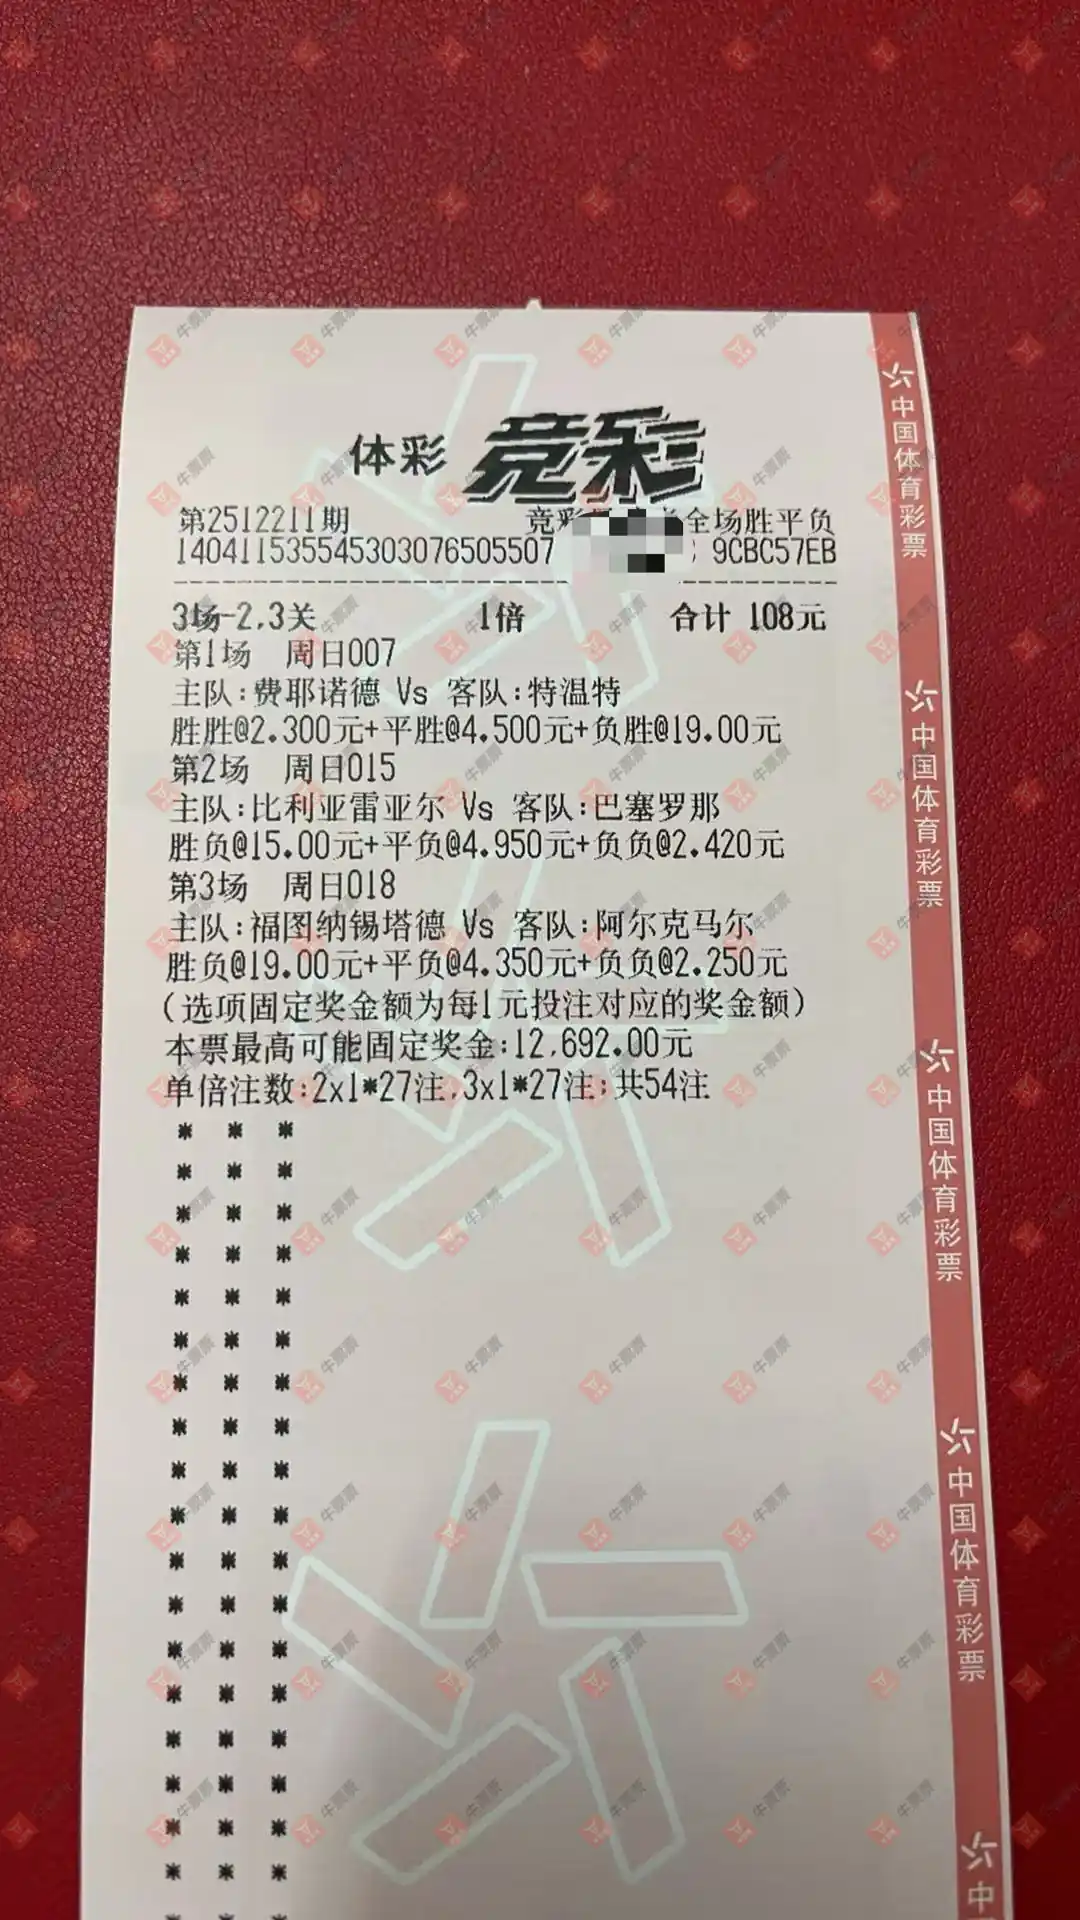 体彩 竞彩
第2512211期 竞彩 全场胜平负
140411535545303076505507 9CBC57EB
3场-2,3关 1倍 合计 108元
第1场 周日007
主队:费耶诺德 Vs 客队:特温特
胜胜@2.300元+平胜@4.500元+负胜@19.00元
第2场 周日015
主队:比利亚雷亚尔 Vs 客队:巴塞罗那
胜负@15.00元+平负@4.950元+负负@2.420元
第3场 周日018
主队:福图纳锡塔德 Vs 客队:阿尔克马尔
胜负@19.00元+平负@4.350元+负负@2.250元
(选项固定奖金额为每1元投注对应的奖金额)
本票最高可能固定奖金:12,692.00元
单倍注数:2x1*27注,3x1*27注;共54注
中国体育彩票
中国体育彩票
中国体育彩票
中国体育彩票
中
牛票票